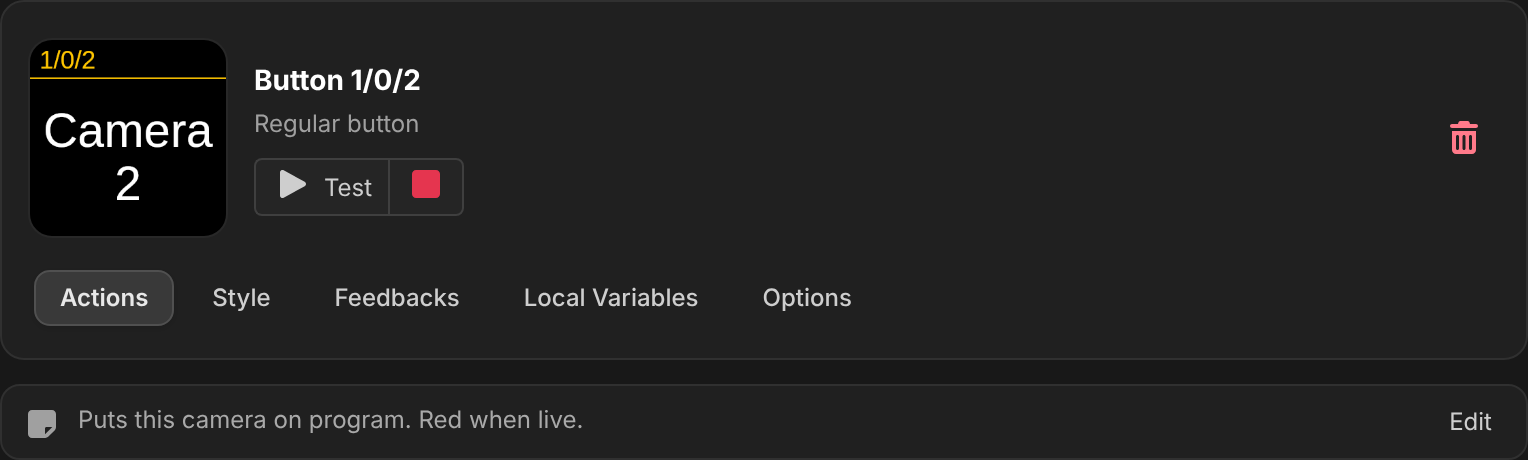 1/0/2
Camera
2
Button 1/0/2
Regular button
Test
Actions Style Feedbacks Local Variables Options
Puts this camera on program. Red when live.
Edit